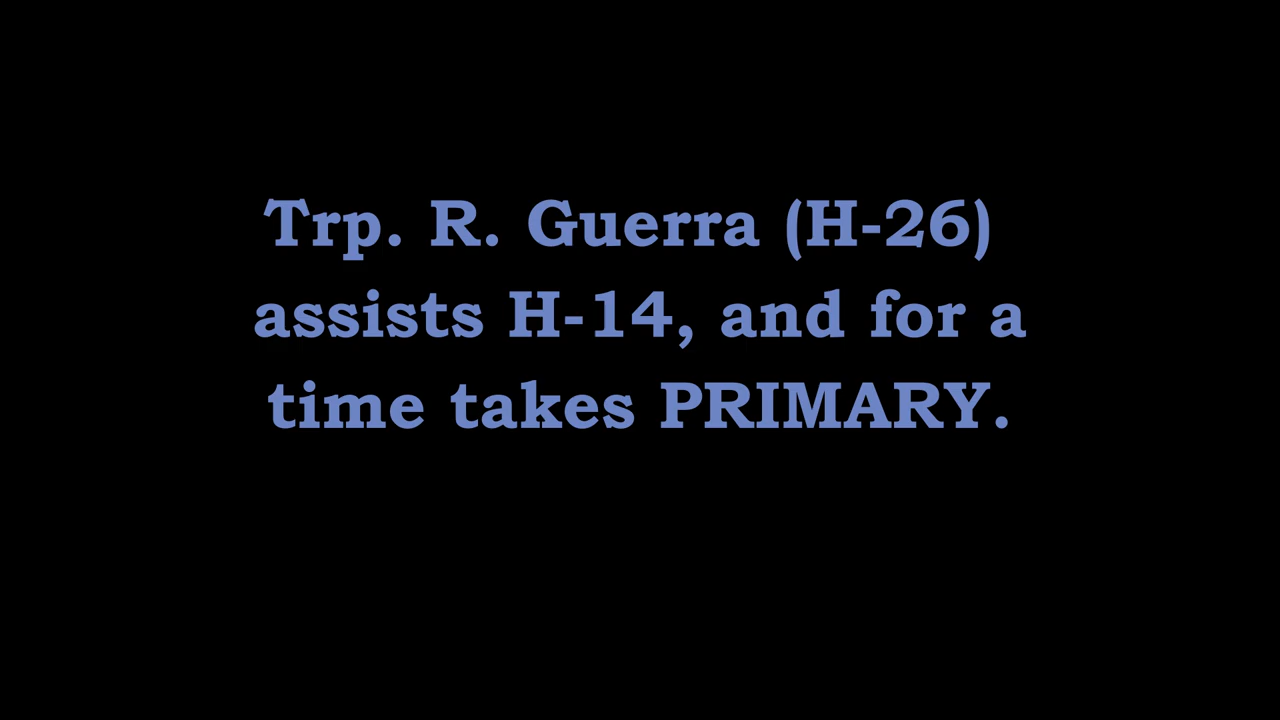 Trp. R. Guerra (H-26)
assists H-14, and for a
time takes PRIMARY.